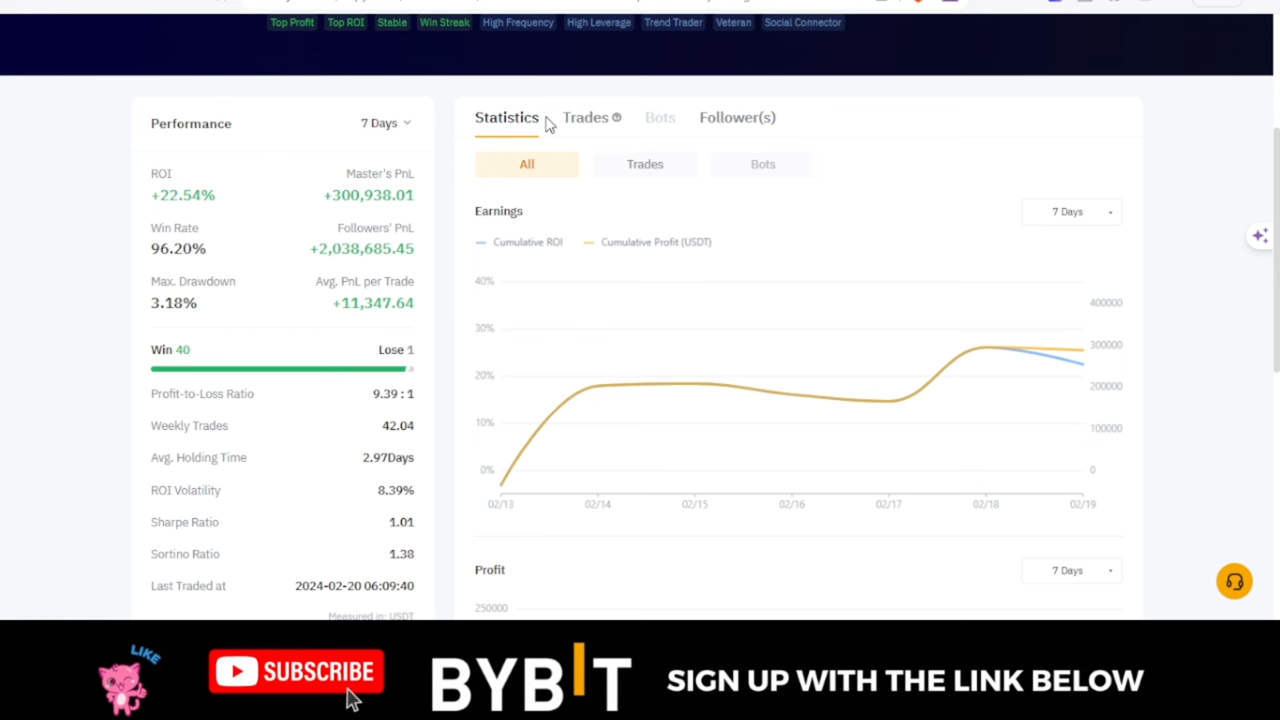 Top Profit Top ROI Stable Win Streak High Frequency High Leverage Trend Trader Veteran Social Connector
Performance 7 Days
ROI Master's PnL
+22.54% +300,938.01
Win Rate Followers' PnL
96.20% +2,038,685.45
Max. Drawdown Avg. PnL per Trade
3.18% +11,347.64
Win 40 Lose 1
Profit-to-Loss Ratio 9.39 : 1
Weekly Trades 42.04
Avg. Holding Time 2.97Days
ROI Volatility 8.39%
Sharpe Ratio 1.01
Sortino Ratio 1.38
Last Traded at 2024-02-20 06:09:40
Measured in: USDT
Statistics Trades Bots Follower(s)
All Trades Bots
Earnings 7 Days
Cumulative ROI Cumulative Profit (USDT)
40%
400000
30%
300000
20%
200000
10%
100000
0% 0
02/13 02/14 02/15 02/16 02/17 02/18 02/19
Profit 7 Days
250000
LIKE
SUBSCRIBE
BYBIT
SIGN UP WITH THE LINK BELOW